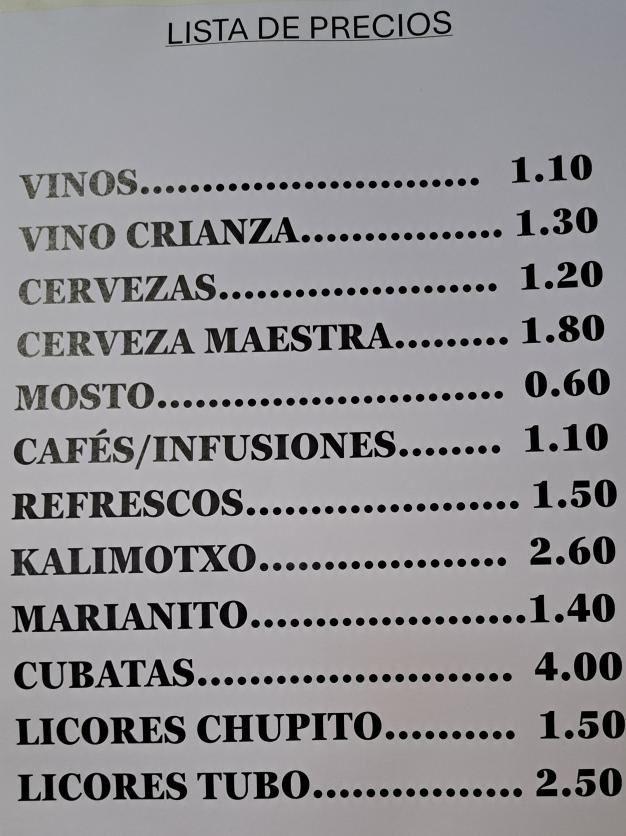 LISTA DE PRECIOS
VINOS........................... 1.10
VINO CRIANZA................ 1.30
CERVEZAS...................... 1.20
CERVEZA MAESTRA......... 1.80
MOSTO........................... 0.60
CAFÉS/INFUSIONES........ 1.10
REFRESCOS..................... 1.50
KALIMOTXO.................... 2.60
MARIANITO......................1.40
CUBATAS......................... 4.00
LICORES CHUPITO.......... 1.50
LICORES TUBO................ 2.50